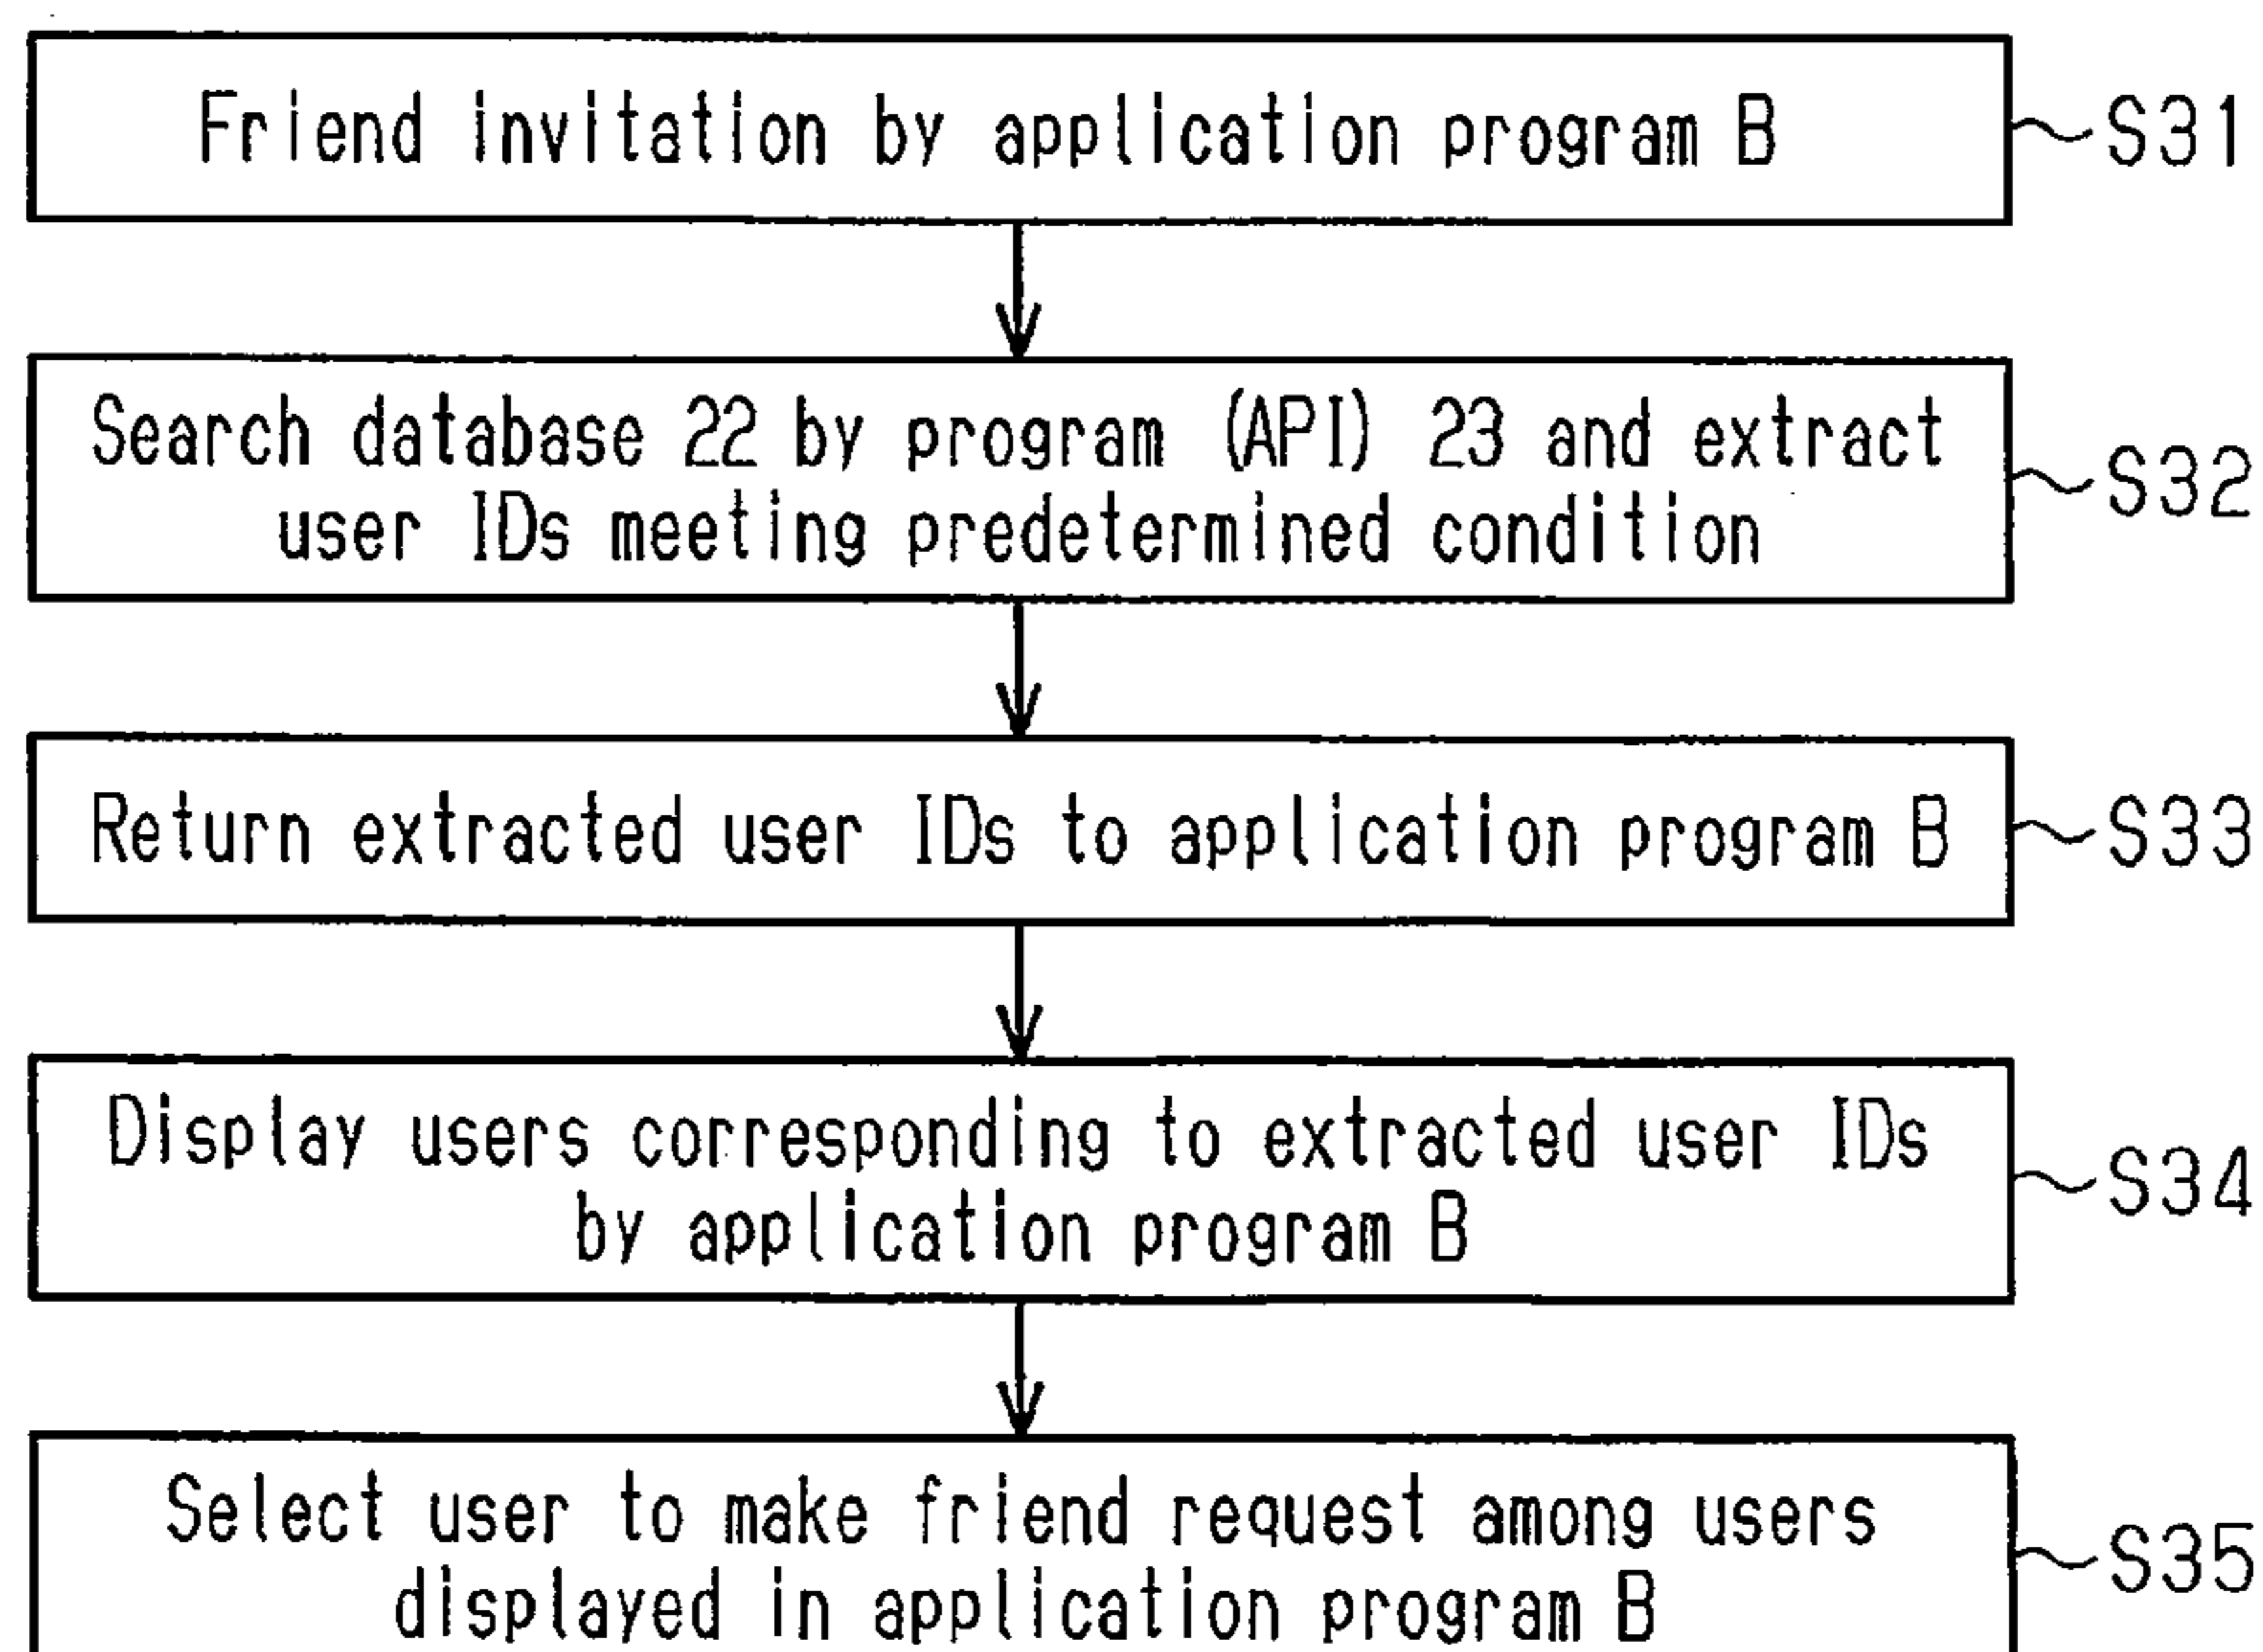 Friend invitation by application program B
S31
Search database 22 by program (API) 23 and extract
user IDs meeting predetermined condition
S32
Return extracted user IDs to application program B
S33
Display users corresponding to extracted user IDs
by application program B
S34
Select user to make friend request among users
displayed in application program B
S35